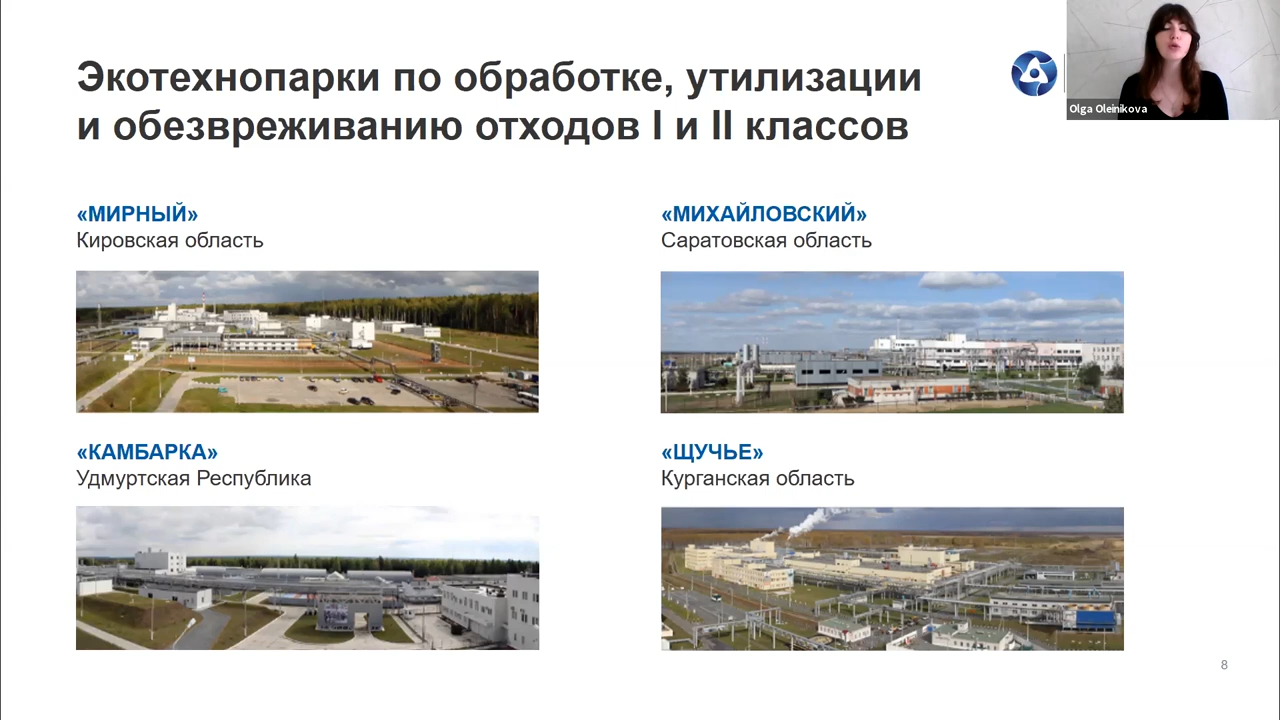 Экотехнопарки по обработке, утилизации
и обезвреживанию отходов I и II классов
Olga Oleinikova
«МИРНЫЙ»
Кировская область
«МИХАЙЛОВСКИЙ»
Саратовская область
«КАМБАРКА»
Удмуртская Республика
«ЩУЧЬЕ»
Курганская область
8